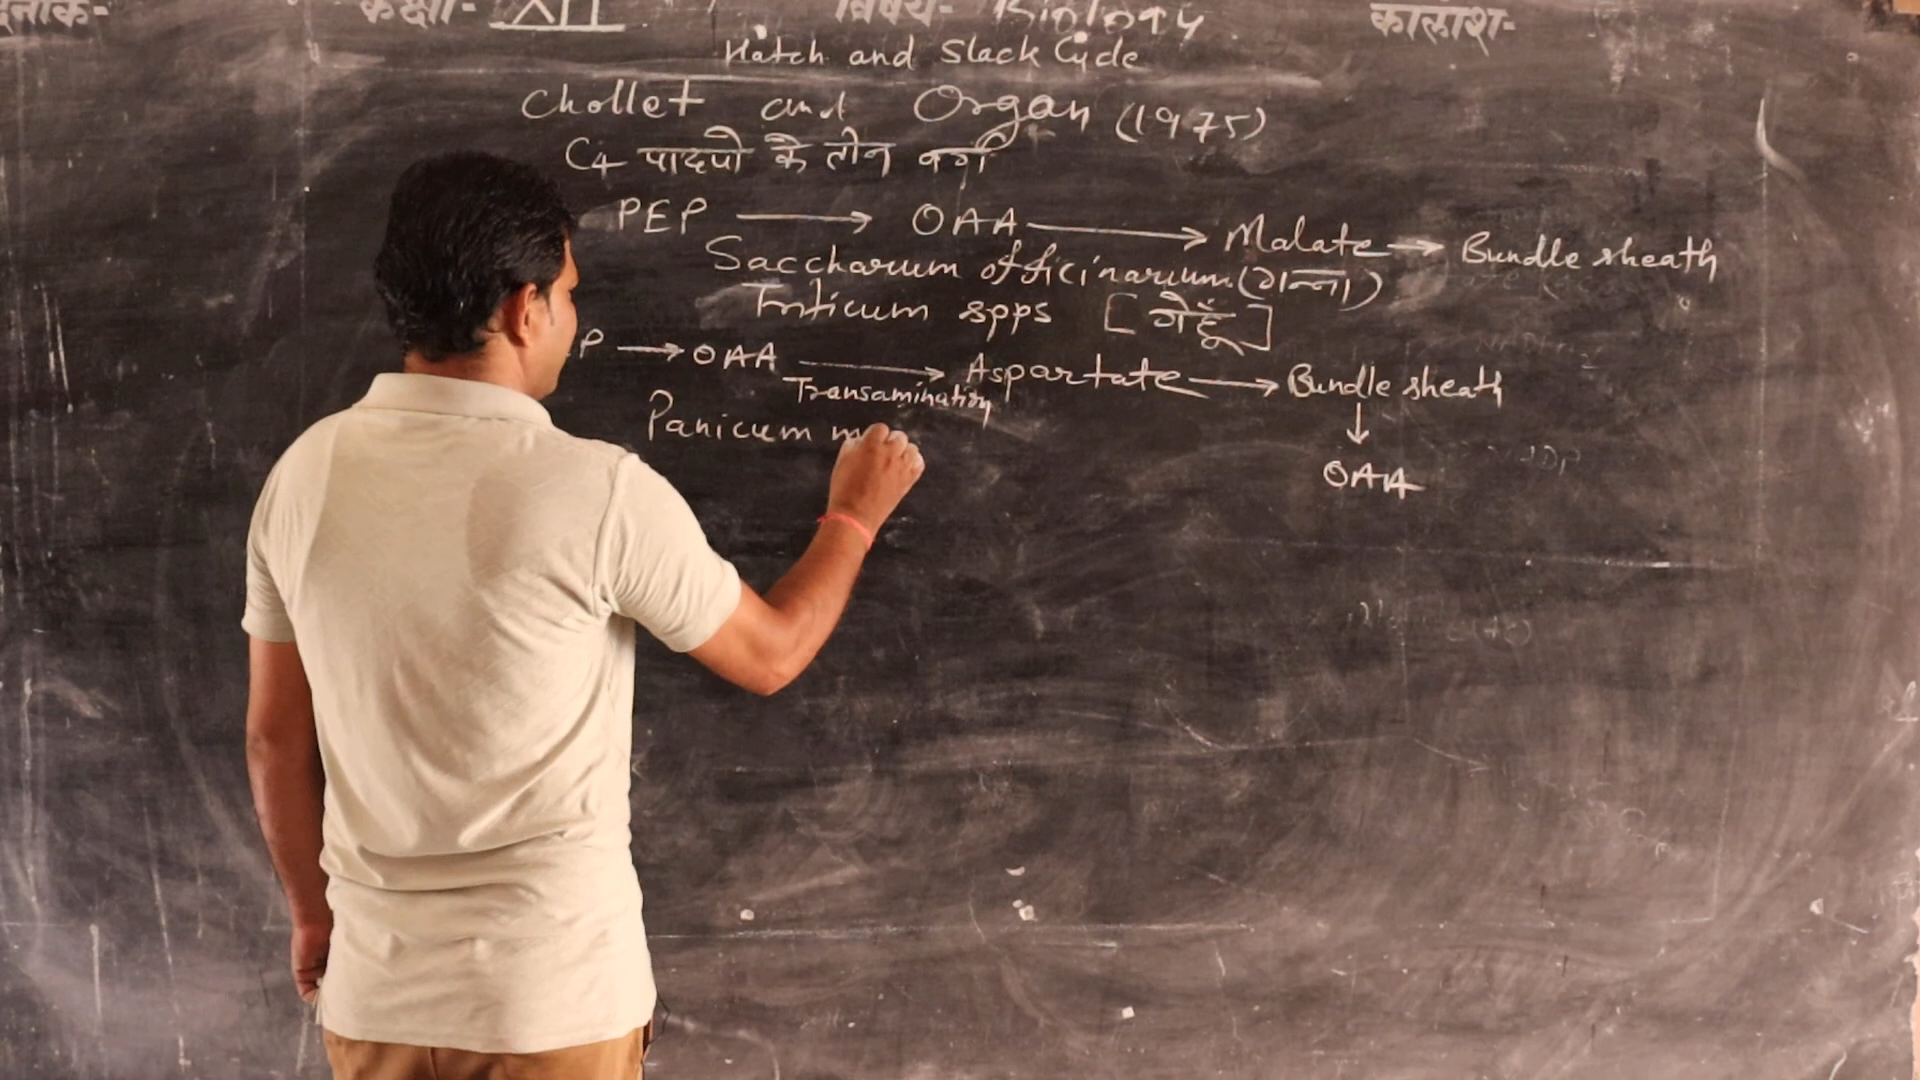 दिनांक- कक्षा- XII विषय- Biology कालांश-
Hatch and Slack Cycle
Chollet and Organ (1975)
C4 पादपो के तीन वर्ग
PEP → OAA → Malate → Bundle sheath
Saccharum officinarum (गन्ना)
Triticum spps [गेहूँ]
P → OAA → Aspartate → Bundle sheath
Transamination ↓
Panicum m
OAA